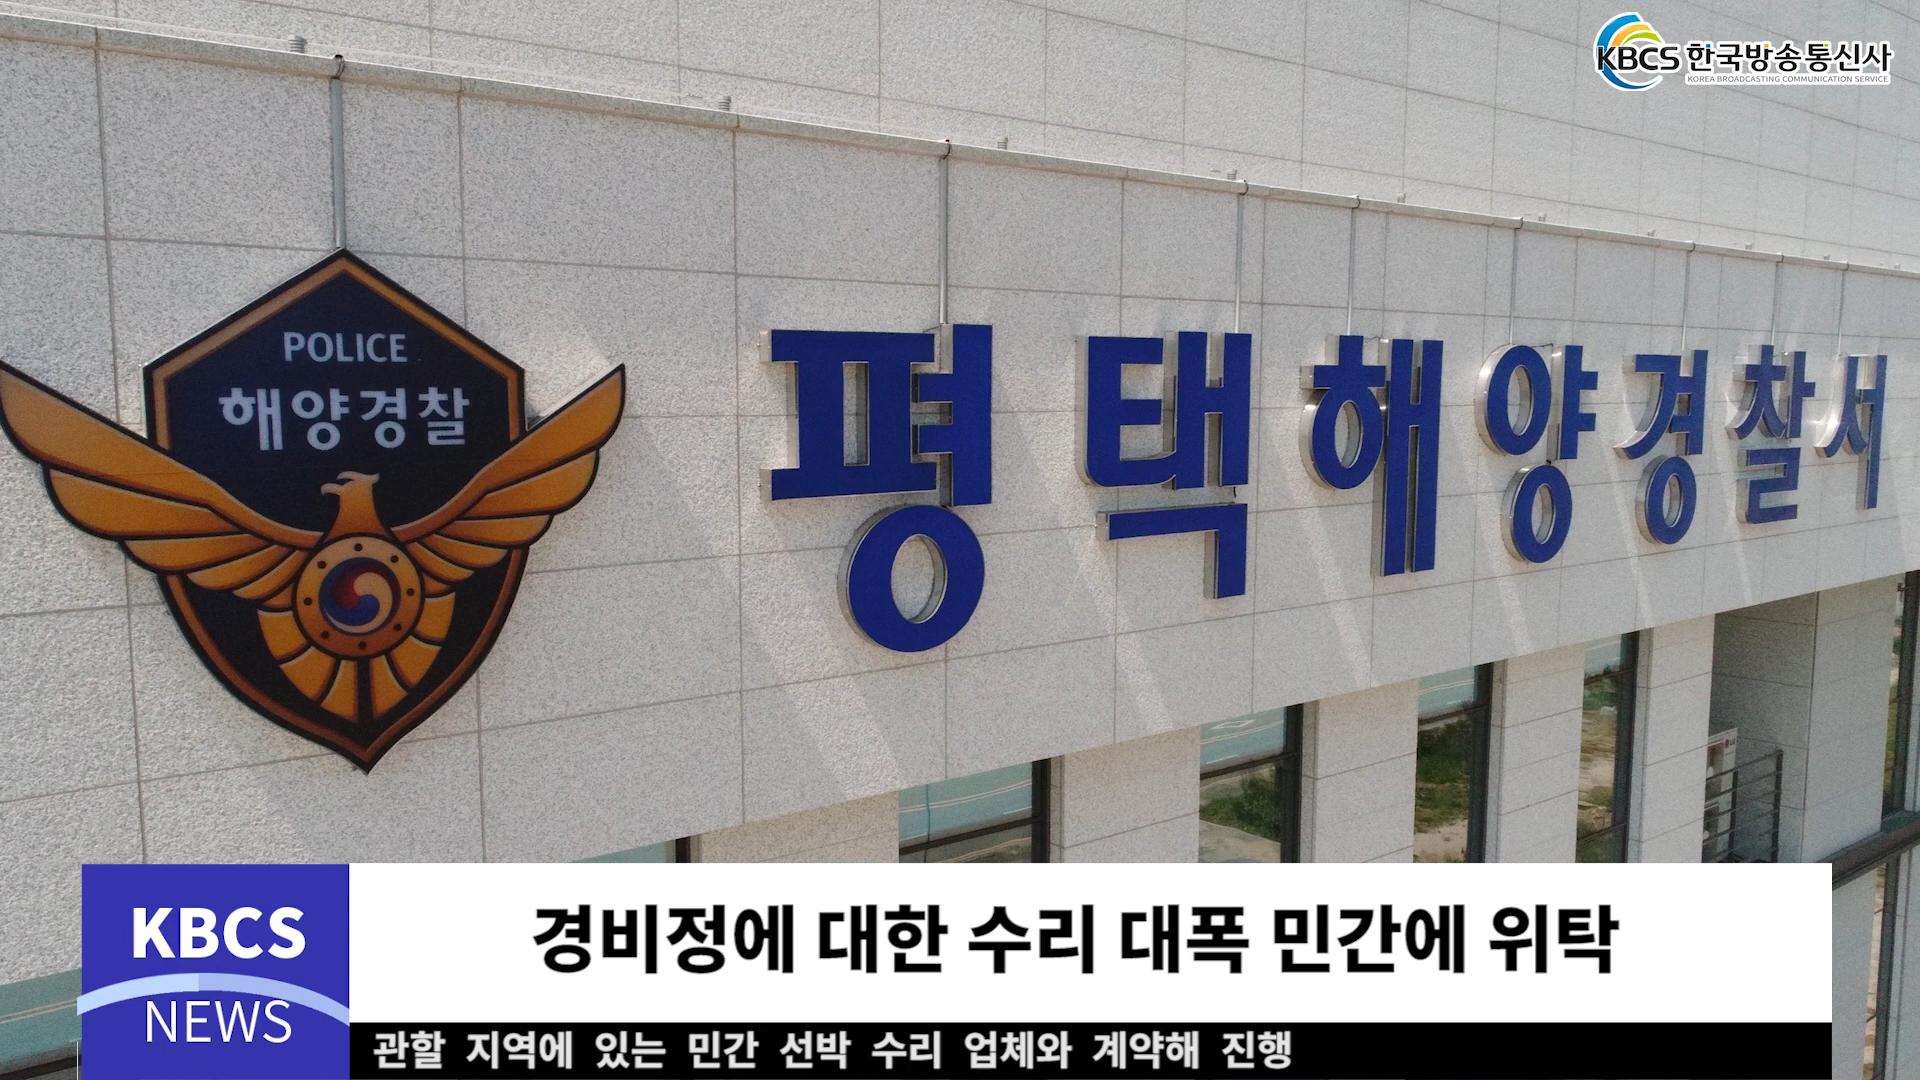 KBCS 한국방송통신사
KOREA BROADCASTING COMMUNICATION SERVICE
POLICE
해양경찰
평택해양경찰서
KBCS
NEWS
경비정에 대한 수리 대폭 민간에 위탁
관할 지역에 있는 민간 선박 수리 업체와 계약해 진행